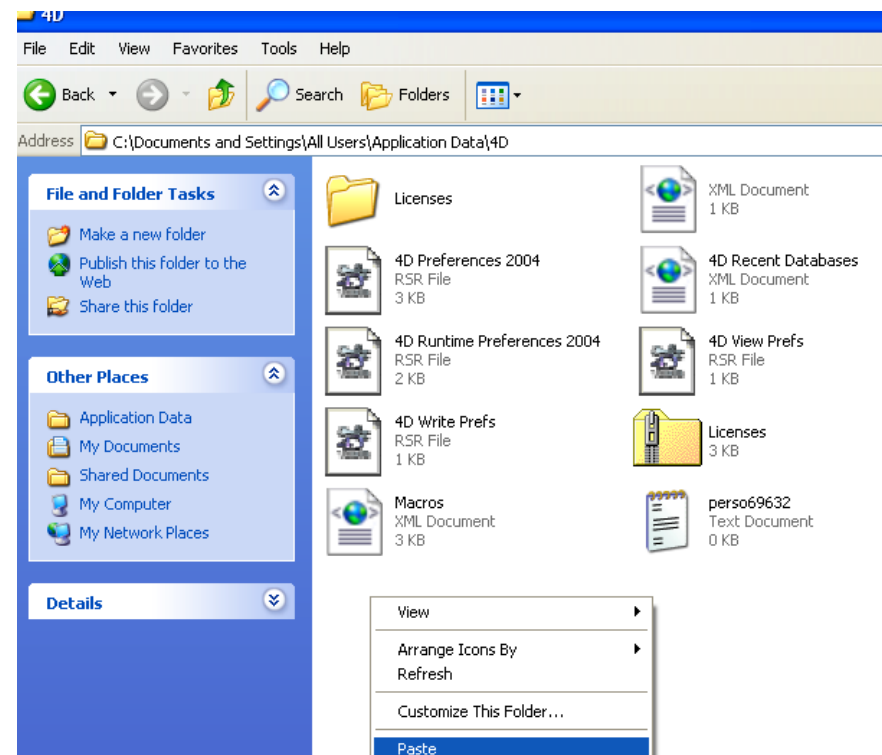 4D
File Edit View Favorites Tools Help
Back Search Folders
Address C:\Documents and Settings\All Users\Application Data\4D
File and Folder Tasks
Make a new folder
Publish this folder to the
Web
Share this folder
Other Places
Application Data
My Documents
Shared Documents
My Computer
My Network Places
Details
Licenses
XML Document
1 KB
4D Preferences 2004
RSR File
3 KB
4D Recent Databases
XML Document
1 KB
4D Runtime Preferences 2004
RSR File
2 KB
4D View Prefs
RSR File
1 KB
4D Write Prefs
RSR File
1 KB
Licenses
3 KB
Macros
XML Document
3 KB
perso69632
Text Document
0 KB
View
Arrange Icons By
Refresh
Customize This Folder...
Paste